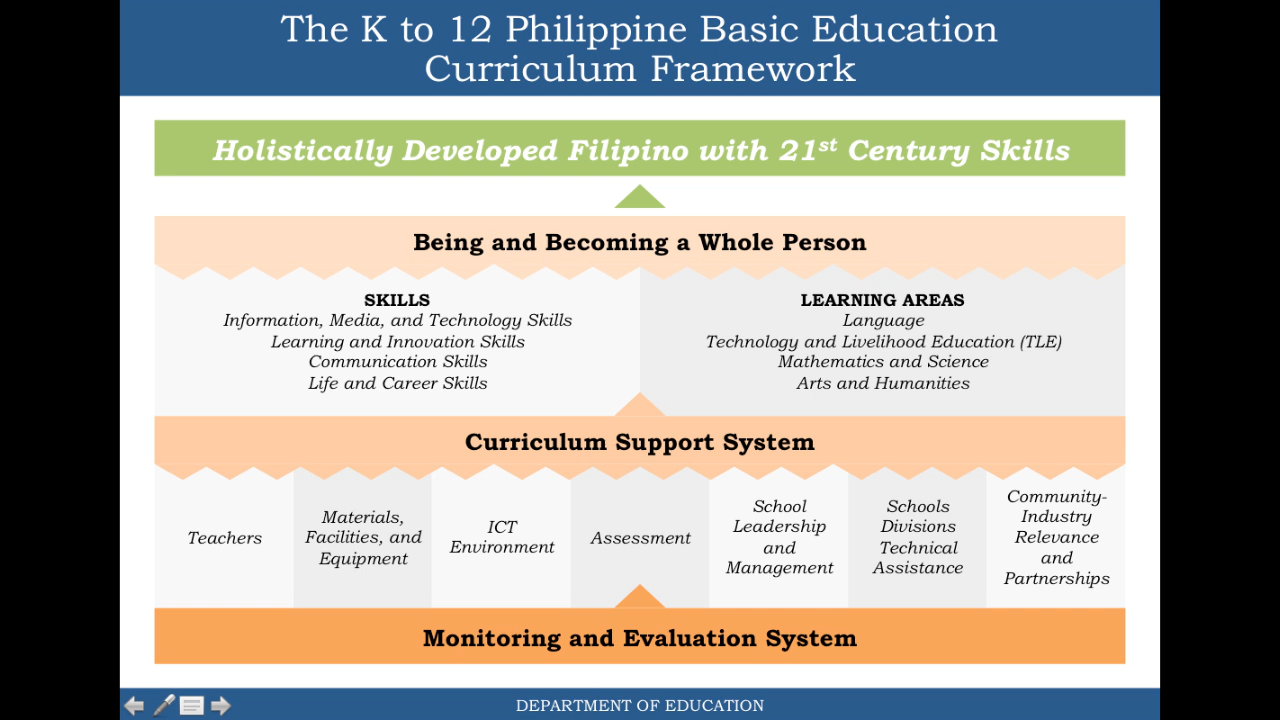 The K to 12 Philippine Basic Education
Curriculum Framework
Holistically Developed Filipino with 21st Century Skills
Being and Becoming a Whole Person
SKILLS
Information, Media, and Technology Skills
Learning and Innovation Skills
Communication Skills
Life and Career Skills
LEARNING AREAS
Language
Technology and Livelihood Education (TLE)
Mathematics and Science
Arts and Humanities
Curriculum Support System
Teachers
Materials,
Facilities, and
Equipment
ICT
Environment
Assessment
School
Leadership
and
Management
Schools
Divisions
Technical
Assistance
Community-
Industry
Relevance
and
Partnerships
Monitoring and Evaluation System
DEPARTMENT OF EDUCATION